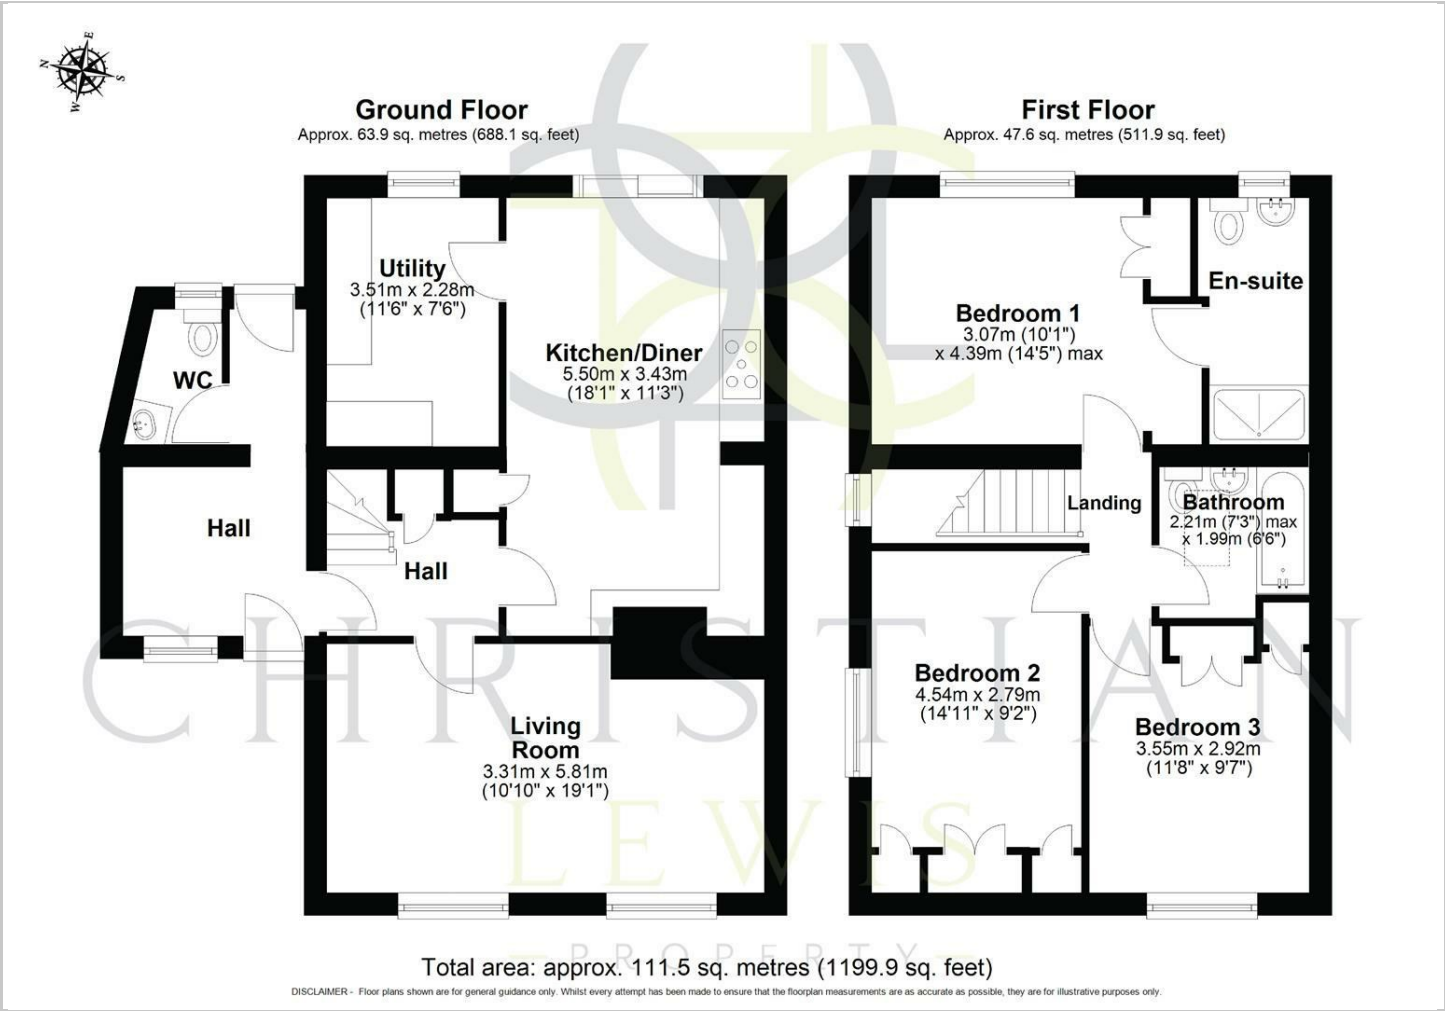 E
N
S
W
Ground Floor
Approx. 63.9 sq. metres (688.1 sq. feet)
Utility
3.51m x 2.28m
(11'6" x 7'6")
Kitchen/Diner
5.50m x 3.43m
(18'1" x 11'3")
WC
Hall
Hall
Living
Room
3.31m x 5.81m
(10'10" x 19'1")
First Floor
Approx. 47.6 sq. metres (511.9 sq. feet)
Bedroom 1
3.07m (10'1")
x 4.39m (14'5") max
En-suite
Landing
Bathroom
2.21m (7'3") max
x 1.99m (6'6")
Bedroom 2
4.54m x 2.79m
(14'11" x 9'2")
Bedroom 3
3.55m x 2.92m
(11'8" x 9'7")
CHRISTIAN
LEWIS
PROPERTY
Total area: approx. 111.5 sq. metres (1199.9 sq. feet)
DISCLAIMER - Floor plans shown are for general guidance only. Whilst every attempt has been made to ensure that the floorplan measurements are as accurate as possible, they are for illustrative purposes only.